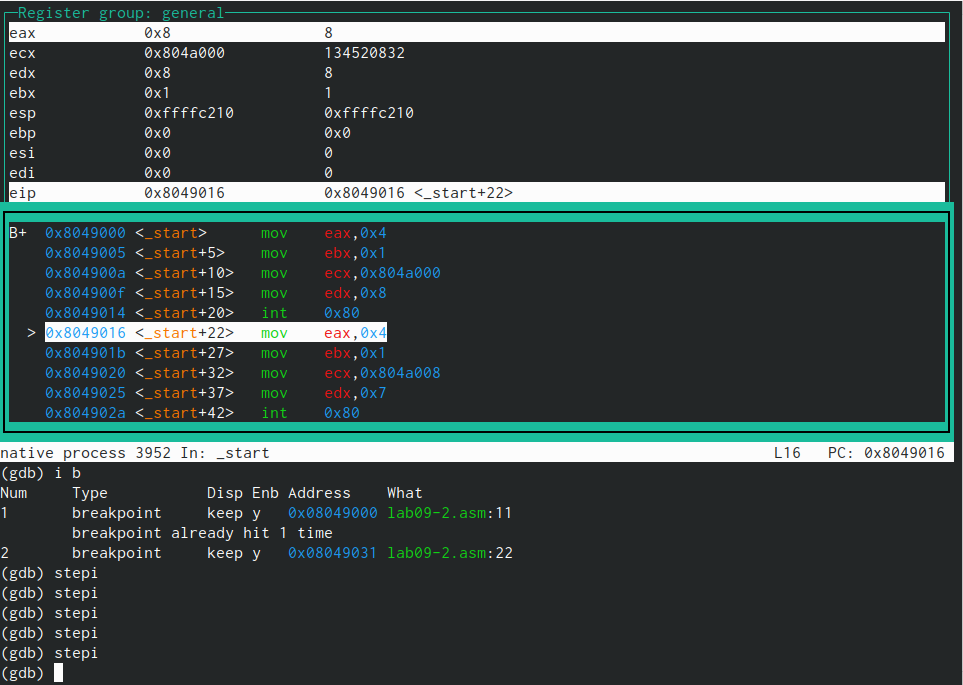 Register group: general
eax 0x8 8
ecx 0x804a000 134520832
edx 0x8 8
ebx 0x1 1
esp 0xffffc210 0xffffc210
ebp 0x0 0x0
esi 0x0 0
edi 0x0 0
eip 0x8049016 0x8049016 <_start+22>
B+ 0x8049000 <_start> mov eax,0x4
0x8049005 <_start+5> mov ebx,0x1
0x804900a <_start+10> mov ecx,0x804a000
0x804900f <_start+15> mov edx,0x8
0x8049014 <_start+20> int 0x80
> 0x8049016 <_start+22> mov eax,0x4
0x804901b <_start+27> mov ebx,0x1
0x8049020 <_start+32> mov ecx,0x804a008
0x8049025 <_start+37> mov edx,0x7
0x804902a <_start+42> int 0x80
native process 3952 In: _start L16 PC: 0x8049016
(gdb) i b
Num Type Disp Enb Address What
1 breakpoint keep y 0x08049000 lab09-2.asm:11
breakpoint already hit 1 time
2 breakpoint keep y 0x08049031 lab09-2.asm:22
(gdb) stepi
(gdb) stepi
(gdb) stepi
(gdb) stepi
(gdb) stepi
(gdb)